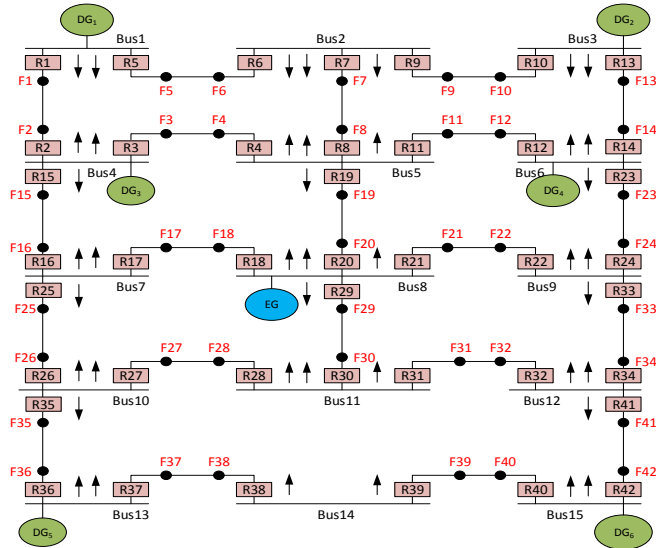 DG1 DG2
Bus1 Bus2 Bus3
R1 R5 R6 R7 R9 R10 R13
F1 F5 F6 F7 F9 F10 F13
F2 F3 F4 F8 F11 F12 F14
R2 R3 R4 R8 R11 R12 R14
Bus4 Bus5 Bus6
R15 DG3 R19 DG4 R23
F15 F19 F23
F16 F17 F18 F20 F21 F22 F24
R16 R17 R18 R20 R21 R22 R24
Bus7 Bus8 Bus9
R25 EG R29 R33
F25 F29 F33
F26 F27 F28 F30 F31 F32 F34
R26 R27 R28 R30 R31 R32 R34
Bus10 Bus11 Bus12
R35 R41
F35 F41
F36 F37 F38 F39 F40 F42
R36 R37 R38 R39 R40 R42
Bus13 Bus14 Bus15
DG5 DG6